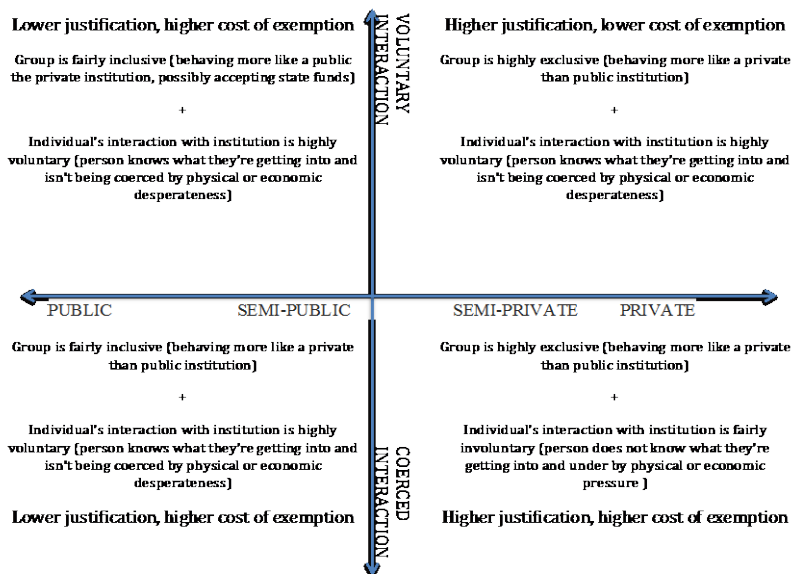 Lower justification, higher cost of exemption
Group is fairly inclusive (behaving more like a public
the private institution, possibly accepting state funds)
+
Individual's interaction with institution is highly
voluntary (person knows what they're getting into and
isn't being coerced by physical or economic
desperateness)
VOLUNTARY
INTERACTION
Higher justification, lower cost of exemption
Group is highly exclusive (behaving more like a private
than public institution)
+
Individual's interaction with institution is highly
voluntary (person knows what they're getting into and
isn't being coerced by physical or economic
desperateness)
PUBLIC
SEMI-PUBLIC
SEMI-PRIVATE
PRIVATE
Group is fairly inclusive (behaving more like a private
than public institution)
+
Individual's interaction with institution is highly
voluntary (person knows what they're getting into and
isn't being coerced by physical or economic
desperateness)
Lower justification, higher cost of exemption
COERCED
INTERACTION
Group is highly exclusive (behaving more like a private
than public institution)
+
Individual's interaction with institution is fairly
involuntary (person does not know what they're
getting into and under by physical or economic
pressure )
Higher justification, higher cost of exemption